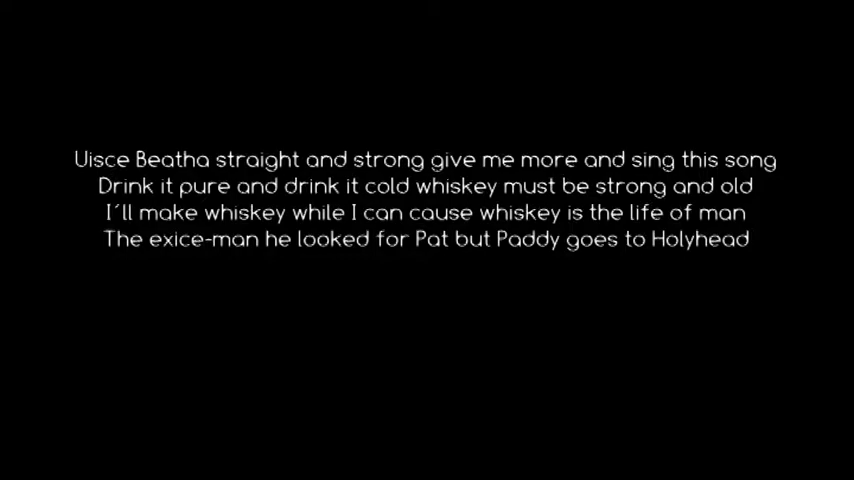 Uisce Beatha straight and strong give me more and sing this song
Drink it pure and drink it cold whiskey must be strong and old
I´ll make whiskey while I can cause whiskey is the life of man
The exice-man he looked for Pat but Paddy goes to Holyhead